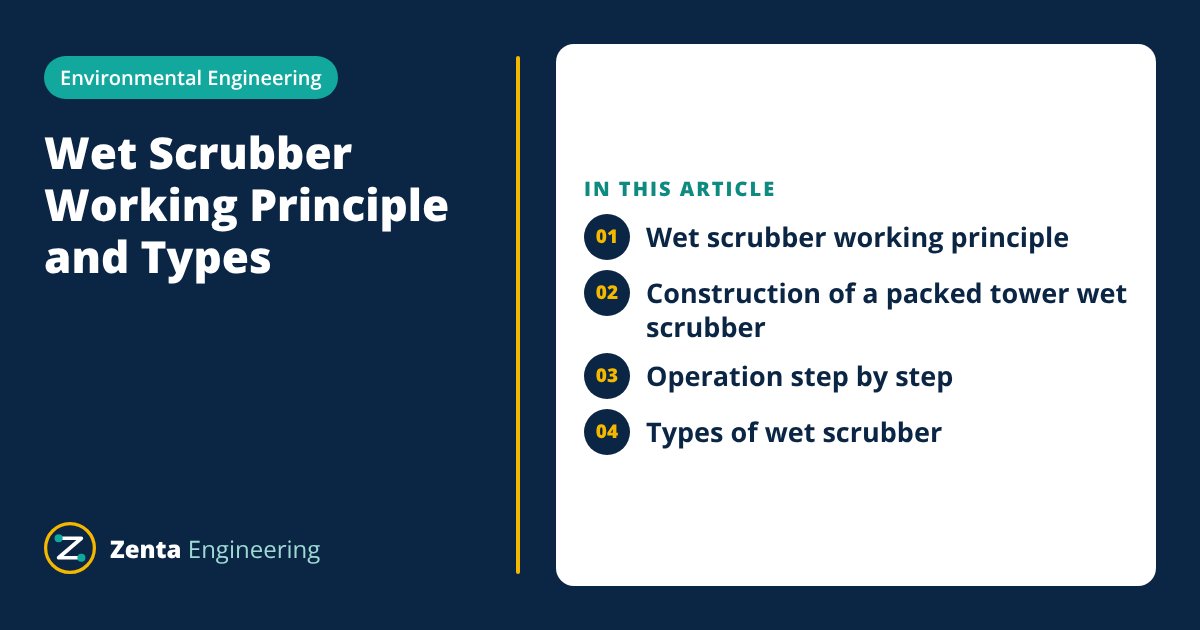 Environmental Engineering
Wet Scrubber
Working Principle
and Types
Zenta Engineering
IN THIS ARTICLE
01 Wet scrubber working principle
02 Construction of a packed tower wet
scrubber
03 Operation step by step
04 Types of wet scrubber